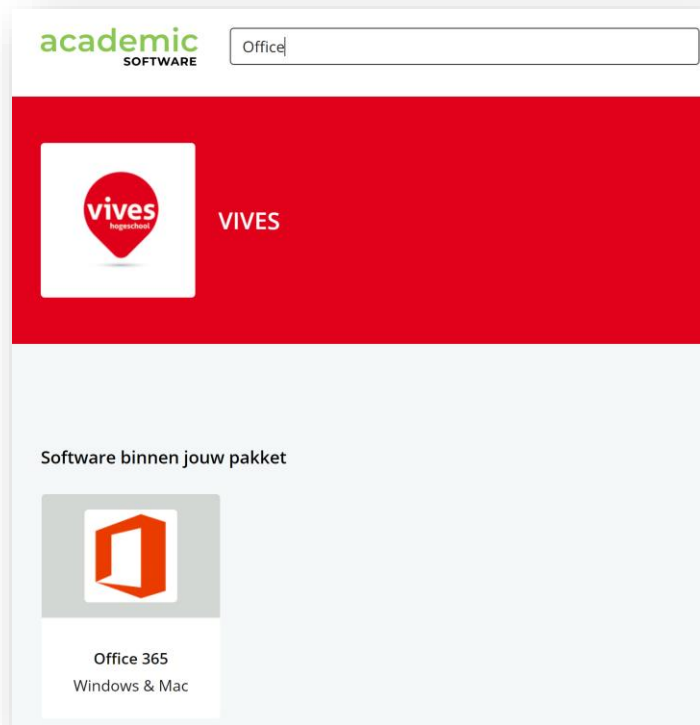 academic
SOFTWARE
Office
vives
hogeschool
VIVES
Software binnen jouw pakket
Office 365
Windows & Mac